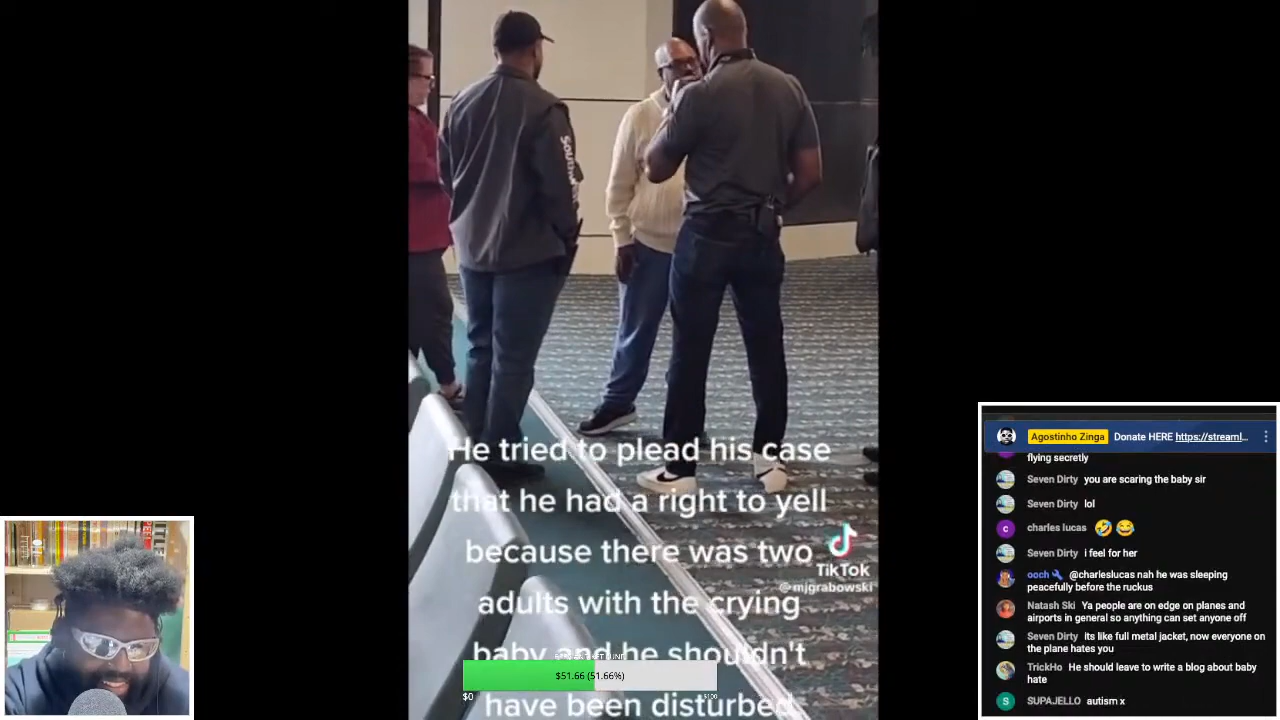 He tried to plead his case
that he had a right to yell
because there was two
adults with the crying
baby and he shouldn't
have been disturbed
TikTok
@mjgrabowski
$51.66 (51.66%)
$0
$100
Agostinho Zinga Donate HERE https://streaml...
flying secretly
Seven Dirty you are scaring the baby sir
Seven Dirty lol
charles lucas 🤣😂
Seven Dirty i feel for her
ooch @charleslucas nah he was sleeping
peacefully before the ruckus
Natash Ski Ya people are on edge on planes and
airports in general so anything can set anyone off
Seven Dirty Its like full metal jacket, now everyone on
the plane hates you
TrickHo He should leave to write a blog about baby
hate
S
SUPAJELLO autism x